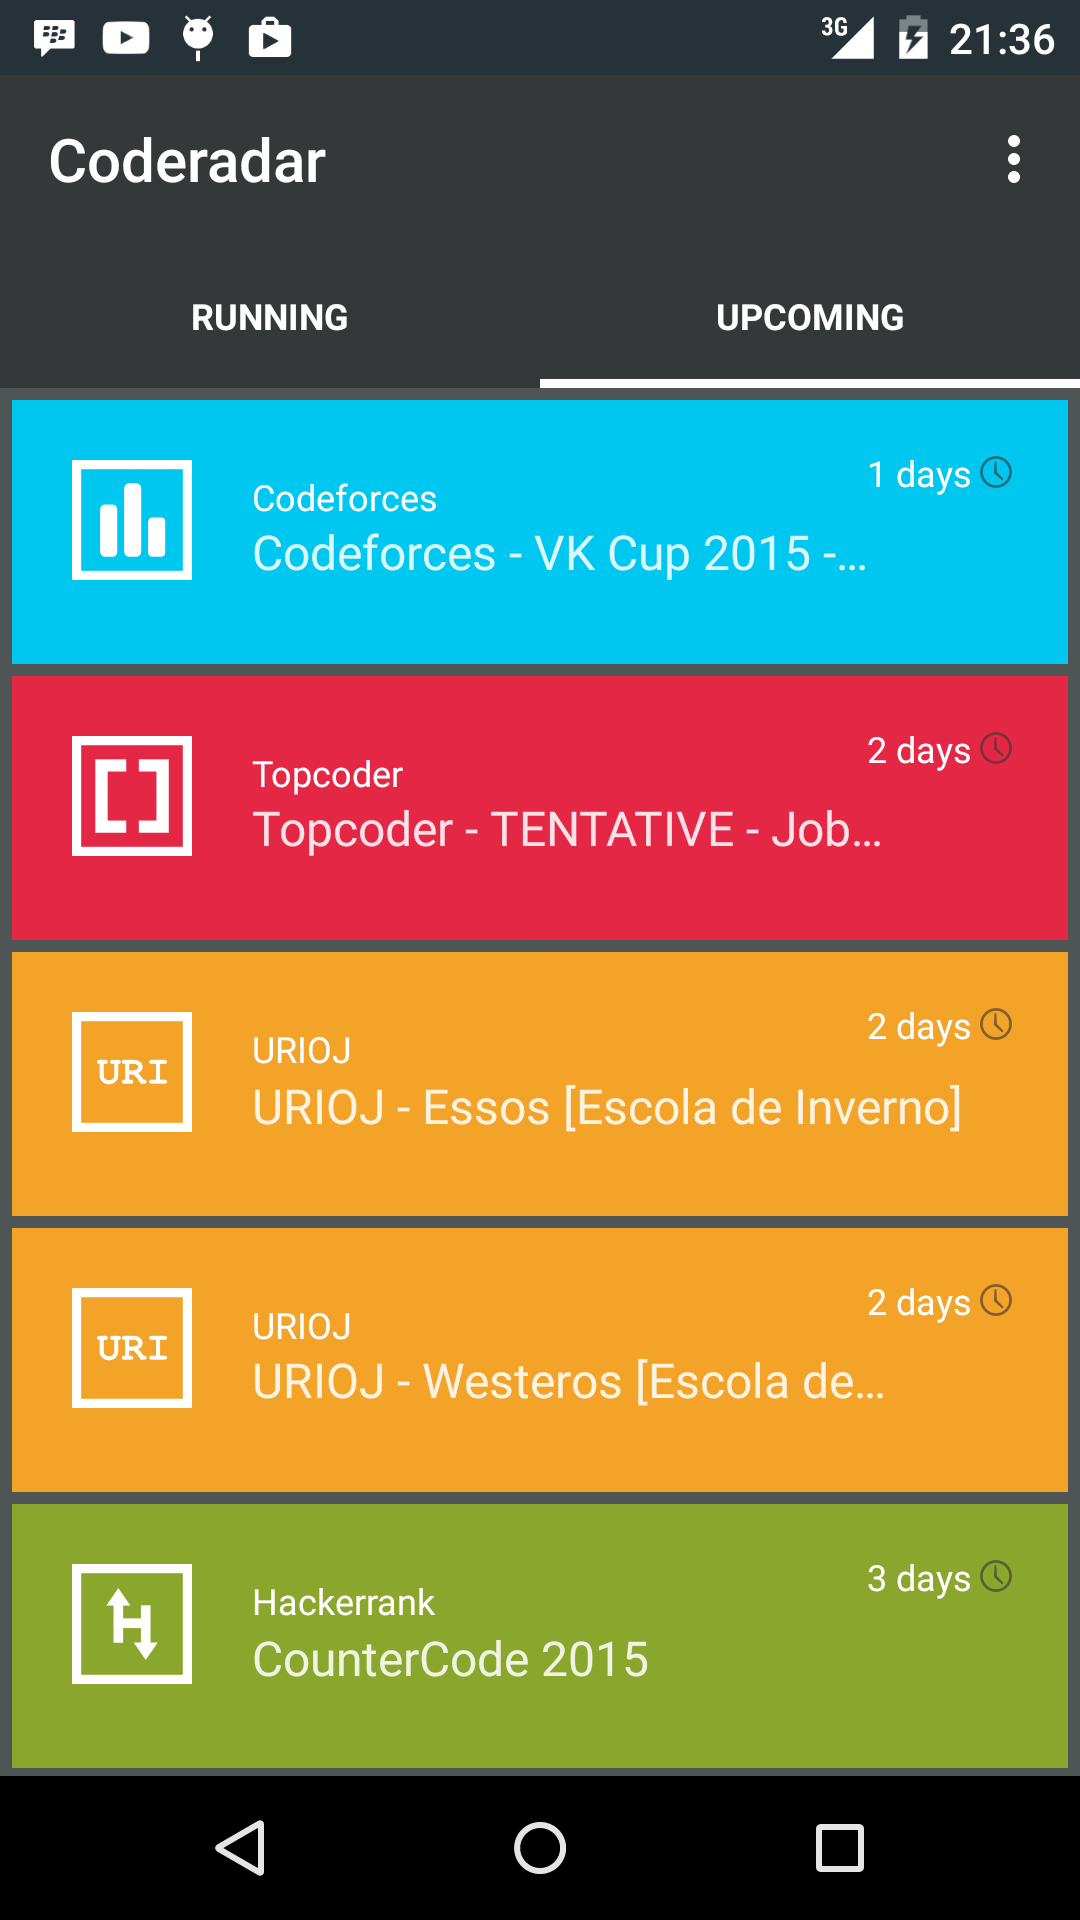 3G 21:36
Coderadar
RUNNING UPCOMING
1 days
Codeforces
Codeforces - VK Cup 2015 -...
2 days
Topcoder
Topcoder - TENTATIVE - Job...
2 days
URI
URIOJ
URIOJ - Essos [Escola de Inverno]
2 days
URI
URIOJ
URIOJ - Westeros [Escola de...
3 days
H
Hackerrank
CounterCode 2015